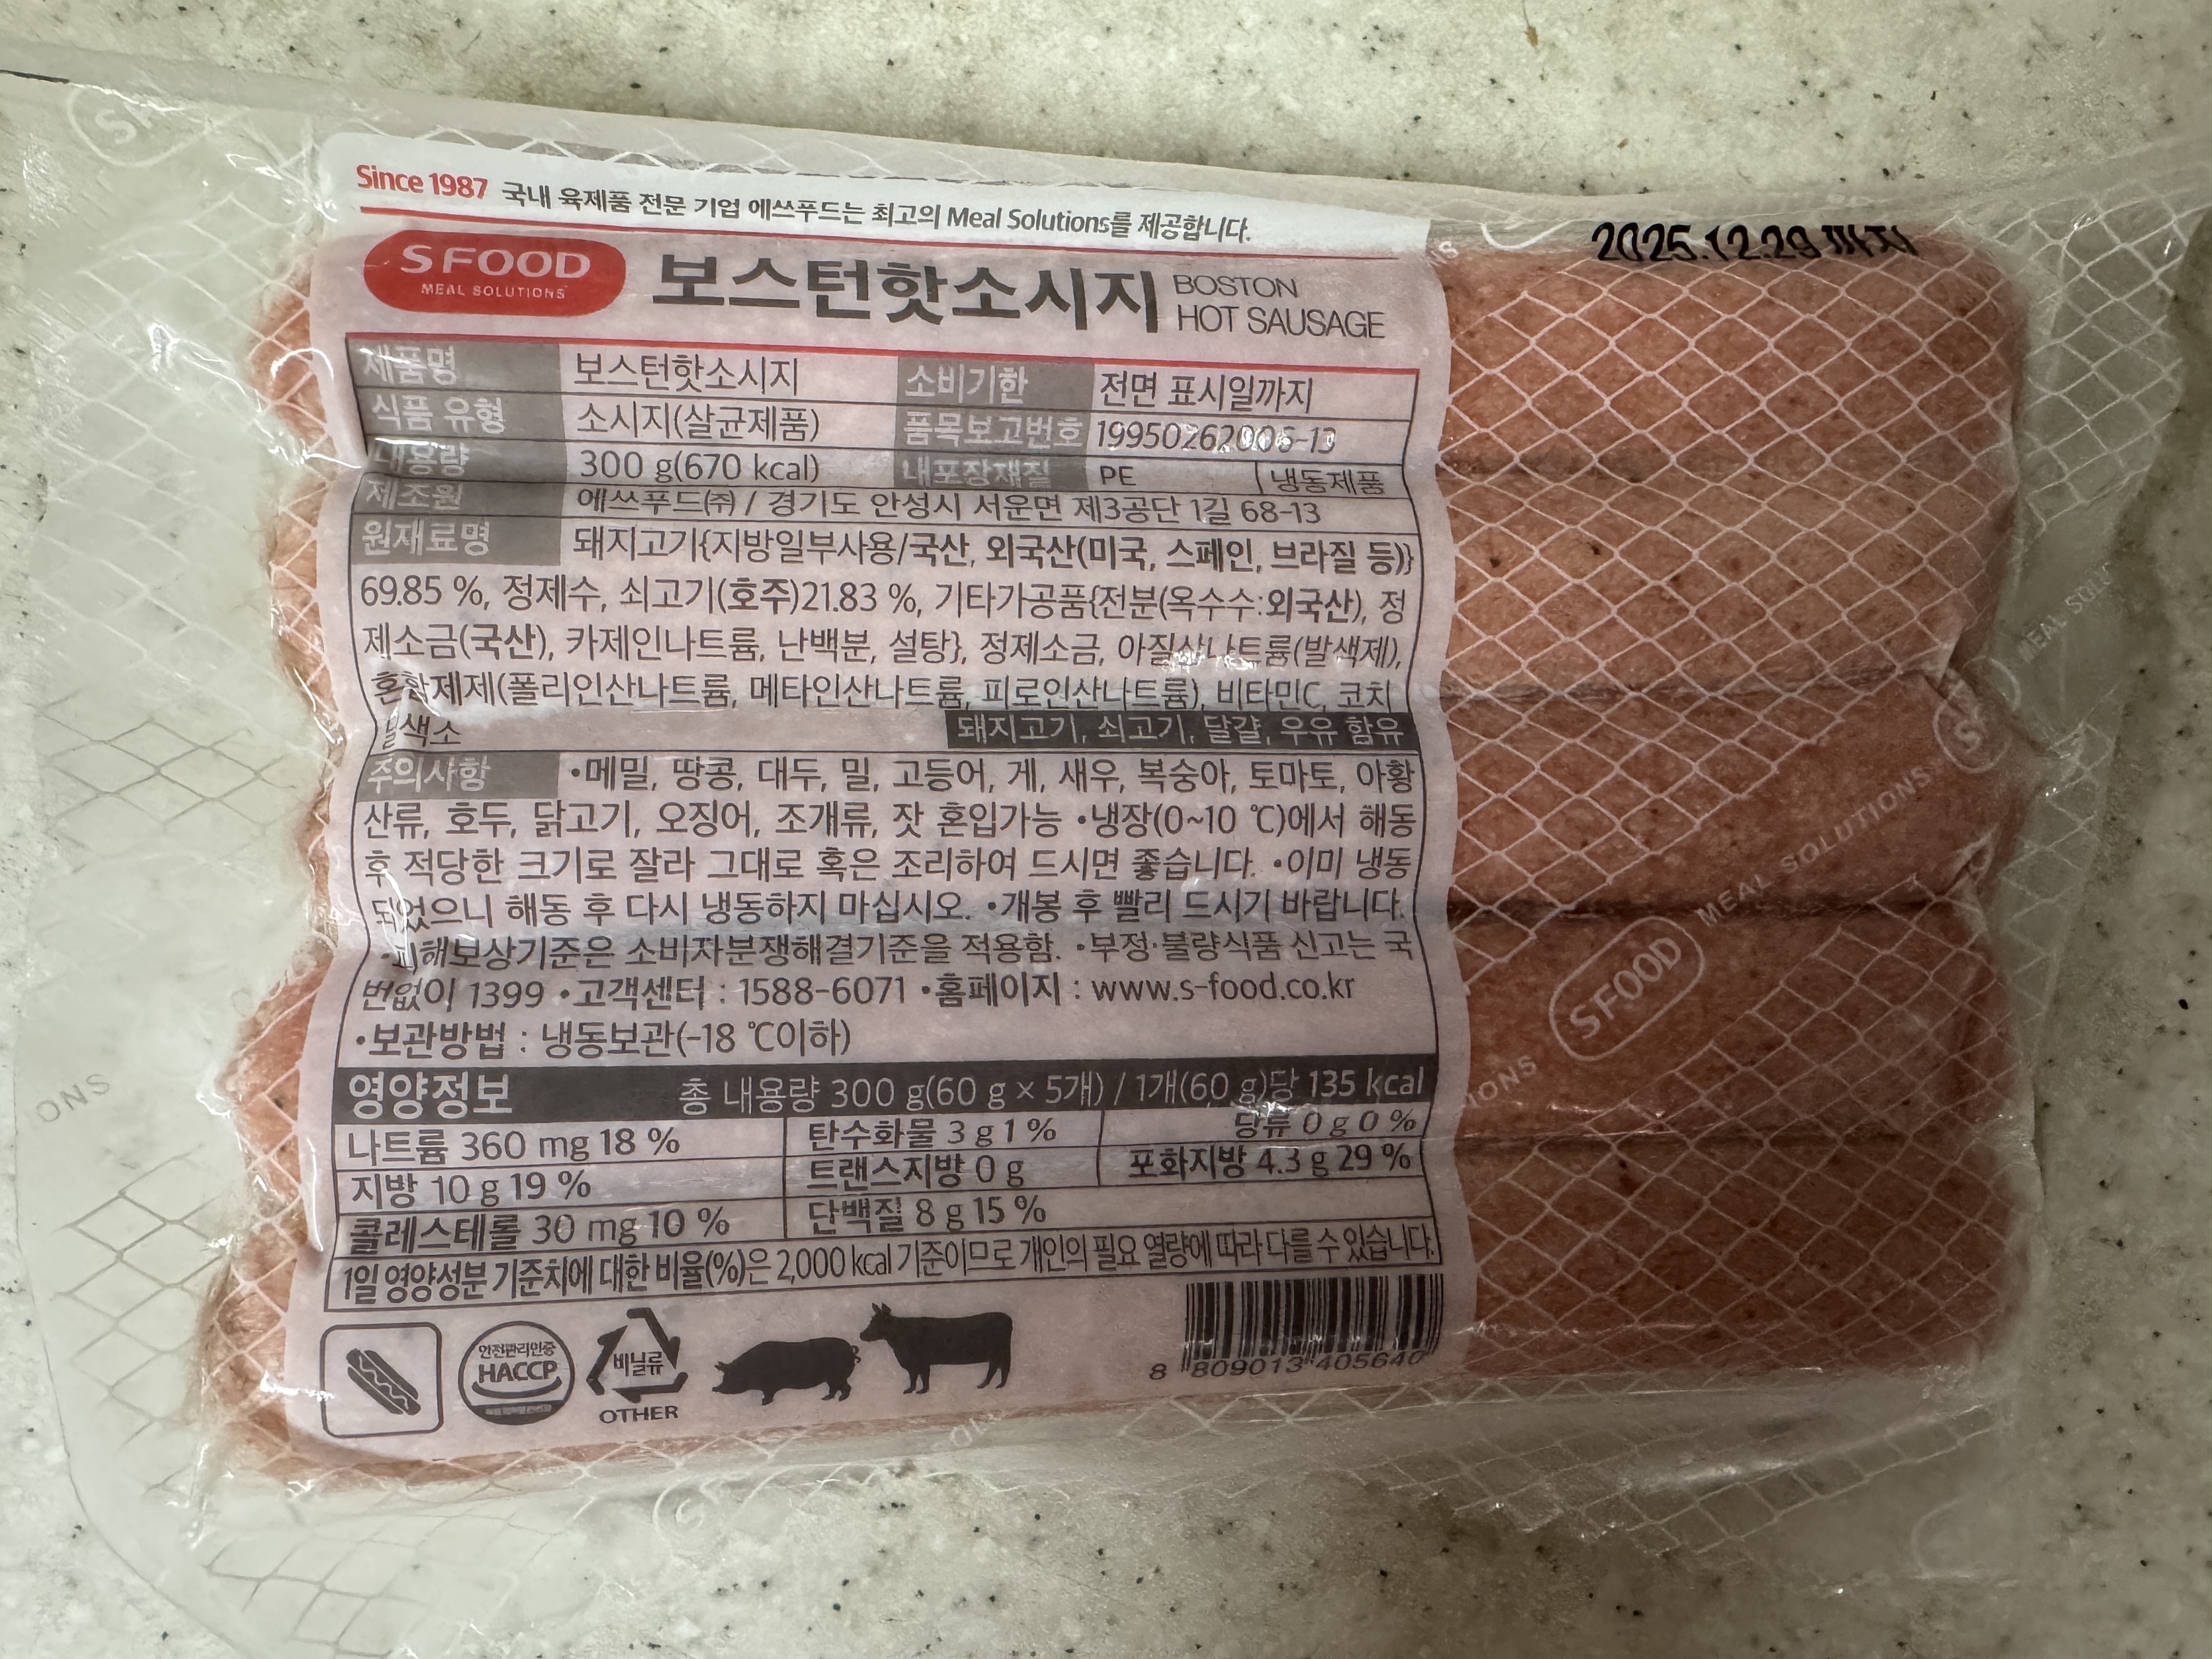 Since 1987 국내 육제품 전문 기업 에쓰푸드는 최고의 Meal Solutions를 제공합니다.
2025.12.29 까지
S FOOD
MEAL SOLUTIONS
보스턴핫소시지
BOSTON
HOT SAUSAGE
제품명 보스턴핫소시지 소비기한 전면 표시일까지
식품 유형 소시지(살균제품) 품목보고번호 19950262006-13
내용량 300 g(670 kcal) 내포장재질 PE 냉동제품
제조원 에쓰푸드㈜ / 경기도 안성시 서운면 제3공단 1길 68-13
원재료명 돼지고기{지방일부사용/국산, 외국산(미국, 스페인, 브라질 등)}
69.85 %, 정제수, 쇠고기(호주)21.83 %, 기타가공품{전분(옥수수:외국산), 정
제소금(국산), 카제인나트륨, 난백분, 설탕}, 정제소금, 아질산나트륨(발색제),
혼합제제(폴리인산나트륨, 메타인산나트륨, 피로인산나트륨), 비타민C, 코치
닐색소 돼지고기, 쇠고기, 달걀, 우유 함유
주의사항 •메밀, 땅콩, 대두, 밀, 고등어, 게, 새우, 복숭아, 토마토, 아황
산류, 호두, 닭고기, 오징어, 조개류, 잣 혼입가능 •냉장(0~10 ℃)에서 해동
후 적당한 크기로 잘라 그대로 혹은 조리하여 드시면 좋습니다. •이미 냉동
되었으니 해동 후 다시 냉동하지 마십시오. •개봉 후 빨리 드시기 바랍니다.
•피해보상기준은 소비자분쟁해결기준을 적용함. •부정·불량식품 신고는 국
번없이 1399 •고객센터 : 1588-6071 •홈페이지 : www.s-food.co.kr
•보관방법 : 냉동보관(-18 ℃이하)
영양정보 총 내용량 300 g(60 g × 5개) / 1개(60 g)당 135 kcal
나트륨 360 mg 18 % 탄수화물 3 g 1 % 당류 0 g 0 %
지방 10 g 19 % 트랜스지방 0 g 포화지방 4.3 g 29 %
콜레스테롤 30 mg 10 % 단백질 8 g 15 %
1일 영양성분 기준치에 대한 비율(%)은 2,000 kcal 기준이므로 개인의 필요 열량에 따라 다를 수 있습니다.
안전관리인증
HACCP
비닐류
OTHER
8 809013 405640
S FOOD
MEAL SOLUTIONS